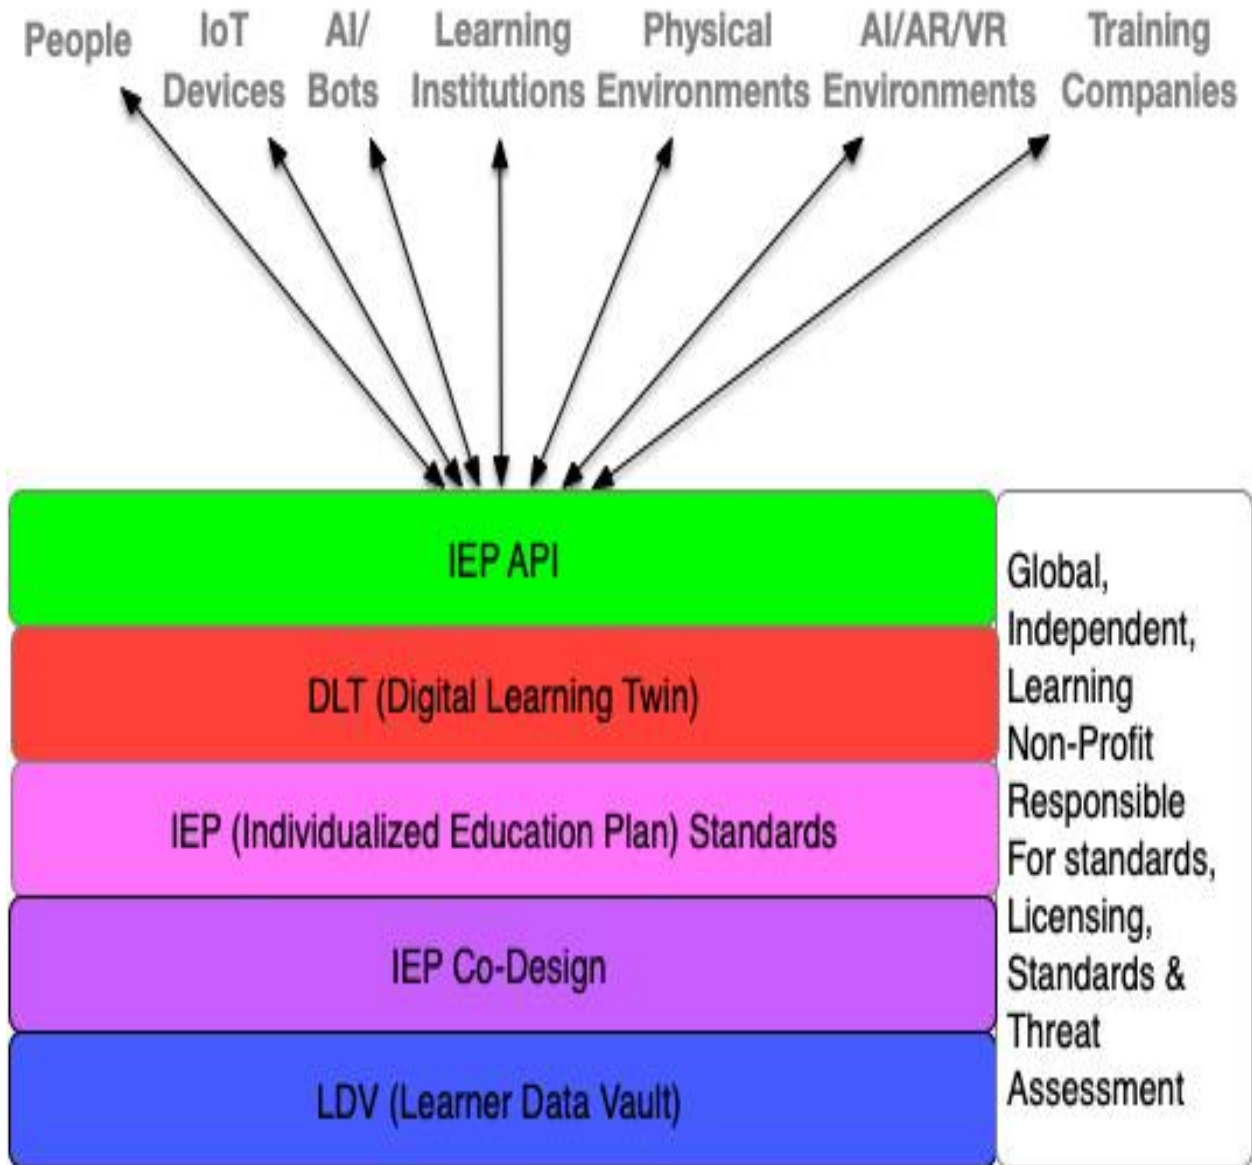 People
IoT
Devices
AI/
Bots
Learning
Institutions
Physical
Environments
AI/AR/VR
Environments
Training
Companies
IEP API
DLT (Digital Learning Twin)
IEP (Individualized Education Plan) Standards
IEP Co-Design
LDV (Learner Data Vault)
Global,
Independent,
Learning
Non-Profit
Responsible
For standards,
Licensing,
Standards &
Threat
Assessment